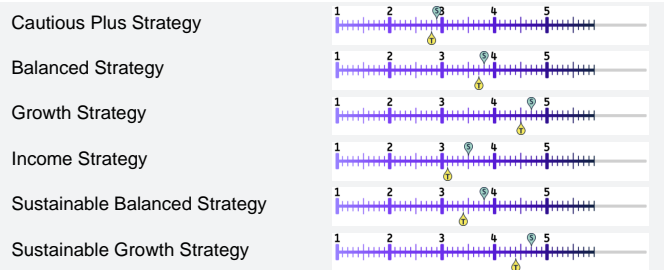 Cautious Plus Strategy 1 2 S 3 4 5
T
Balanced Strategy 1 2 3 S 4 5
T
Growth Strategy 1 2 3 4 S 5
T
Income Strategy 1 2 3 S 4 5
T
Sustainable Balanced Strategy 1 2 3 S 4 5
T
Sustainable Growth Strategy 1 2 3 4 S 5
T